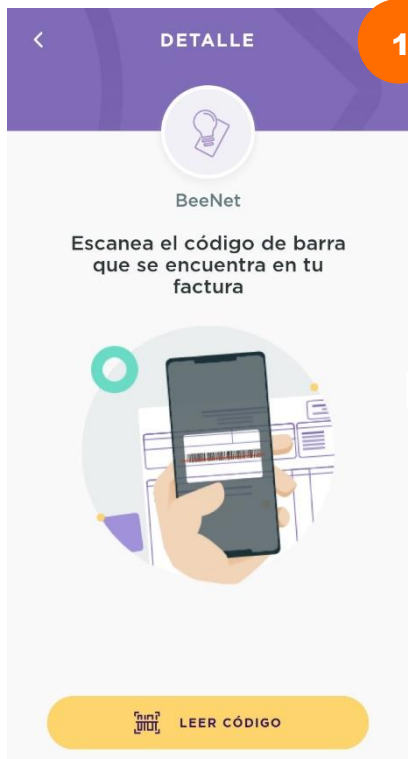 DETALLE
1
BeeNet
Escanea el código de barra
que se encuentra en tu
factura
LEER CÓDIGO